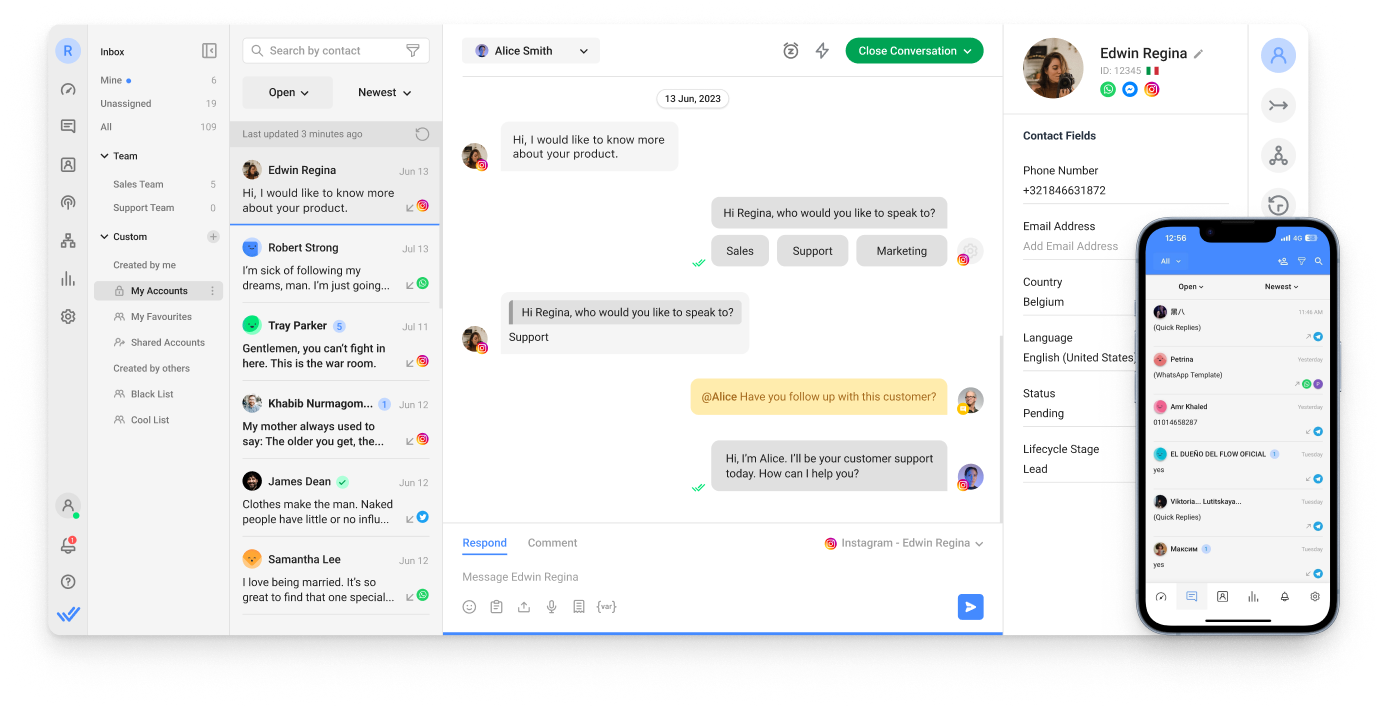 R
Inbox
Mine
6
Unassigned
19
All
109
Team
Sales Team
5
Support Team
0
Custom
Created by me
My Accounts
My Favourites
Shared Accounts
Created by others
Black List
Cool List
1
Search by contact
Open
Newest
Last updated 3 minutes ago
Edwin Regina
Jun 13
Hi, I would like to know more
about your product.
Robert Strong
Jul 13
I'm sick of following my
dreams, man. I'm just going...
Tray Parker
5
Jul 11
Gentlemen, you can't fight in
here. This is the war room.
Khabib Nurmagom...
1
Jun 12
My mother always used to
say: The older you get, the...
James Dean
Jun 12
Clothes make the man. Naked
people have little or no influ...
Samantha Lee
Jun 12
I love being married. It's so
great to find that one special...
Alice Smith
Close Conversation
13 Jun, 2023
Hi, I would like to know more
about your product.
Hi Regina, who would you like to speak to?
Sales
Support
Marketing
Hi Regina, who would you like to speak to?
Support
@Alice Have you follow up with this customer?
Hi, I'm Alice. I'll be your customer support
today. How can I help you?
Respond
Comment
Instagram - Edwin Regina
Message Edwin Regina
{var}
Edwin Regina
ID: 12345
Contact Fields
Phone Number
+321846631872
Email Address
Add Email Address
Country
Belgium
Language
English (United States)
Status
Pending
Lifecycle Stage
Lead
12:56
4G
All
Open
Newest
黑八
11:46 AM
(Quick Replies)
Petrina
Yesterday
(WhatsApp Template)
P
Amr Khaled
Yesterday
01014658287
EL DUEÑO DEL FLOW OFICIAL
1
Tuesday
yes
Viktoria... Lutitskaya...
Tuesday
(Quick Replies)
Максим
1
Tuesday
yes